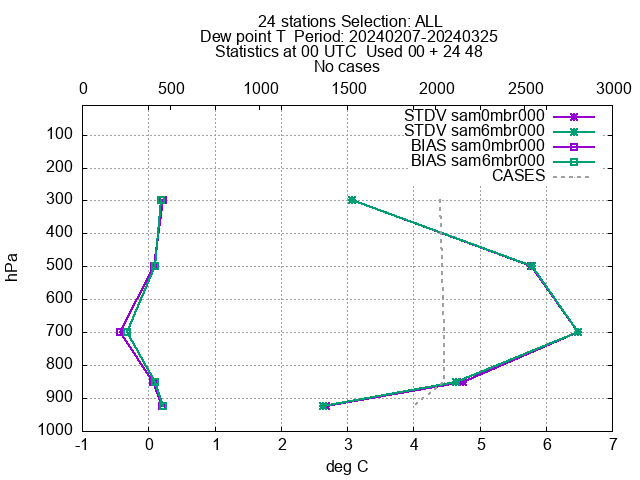 24 stations Selection: ALL
Dew point T  Period: 20240207-20240325
Statistics at 00 UTC  Used 00 + 24 48
No cases
0 500 1000 1500 2000 2500 3000
STDV sam0mbr000
STDV sam6mbr000
BIAS sam0mbr000
BIAS sam6mbr000
CASES
100
200
300
400
500
600
700
800
900
1000
hPa
-1 0 1 2 3 4 5 6 7
deg C